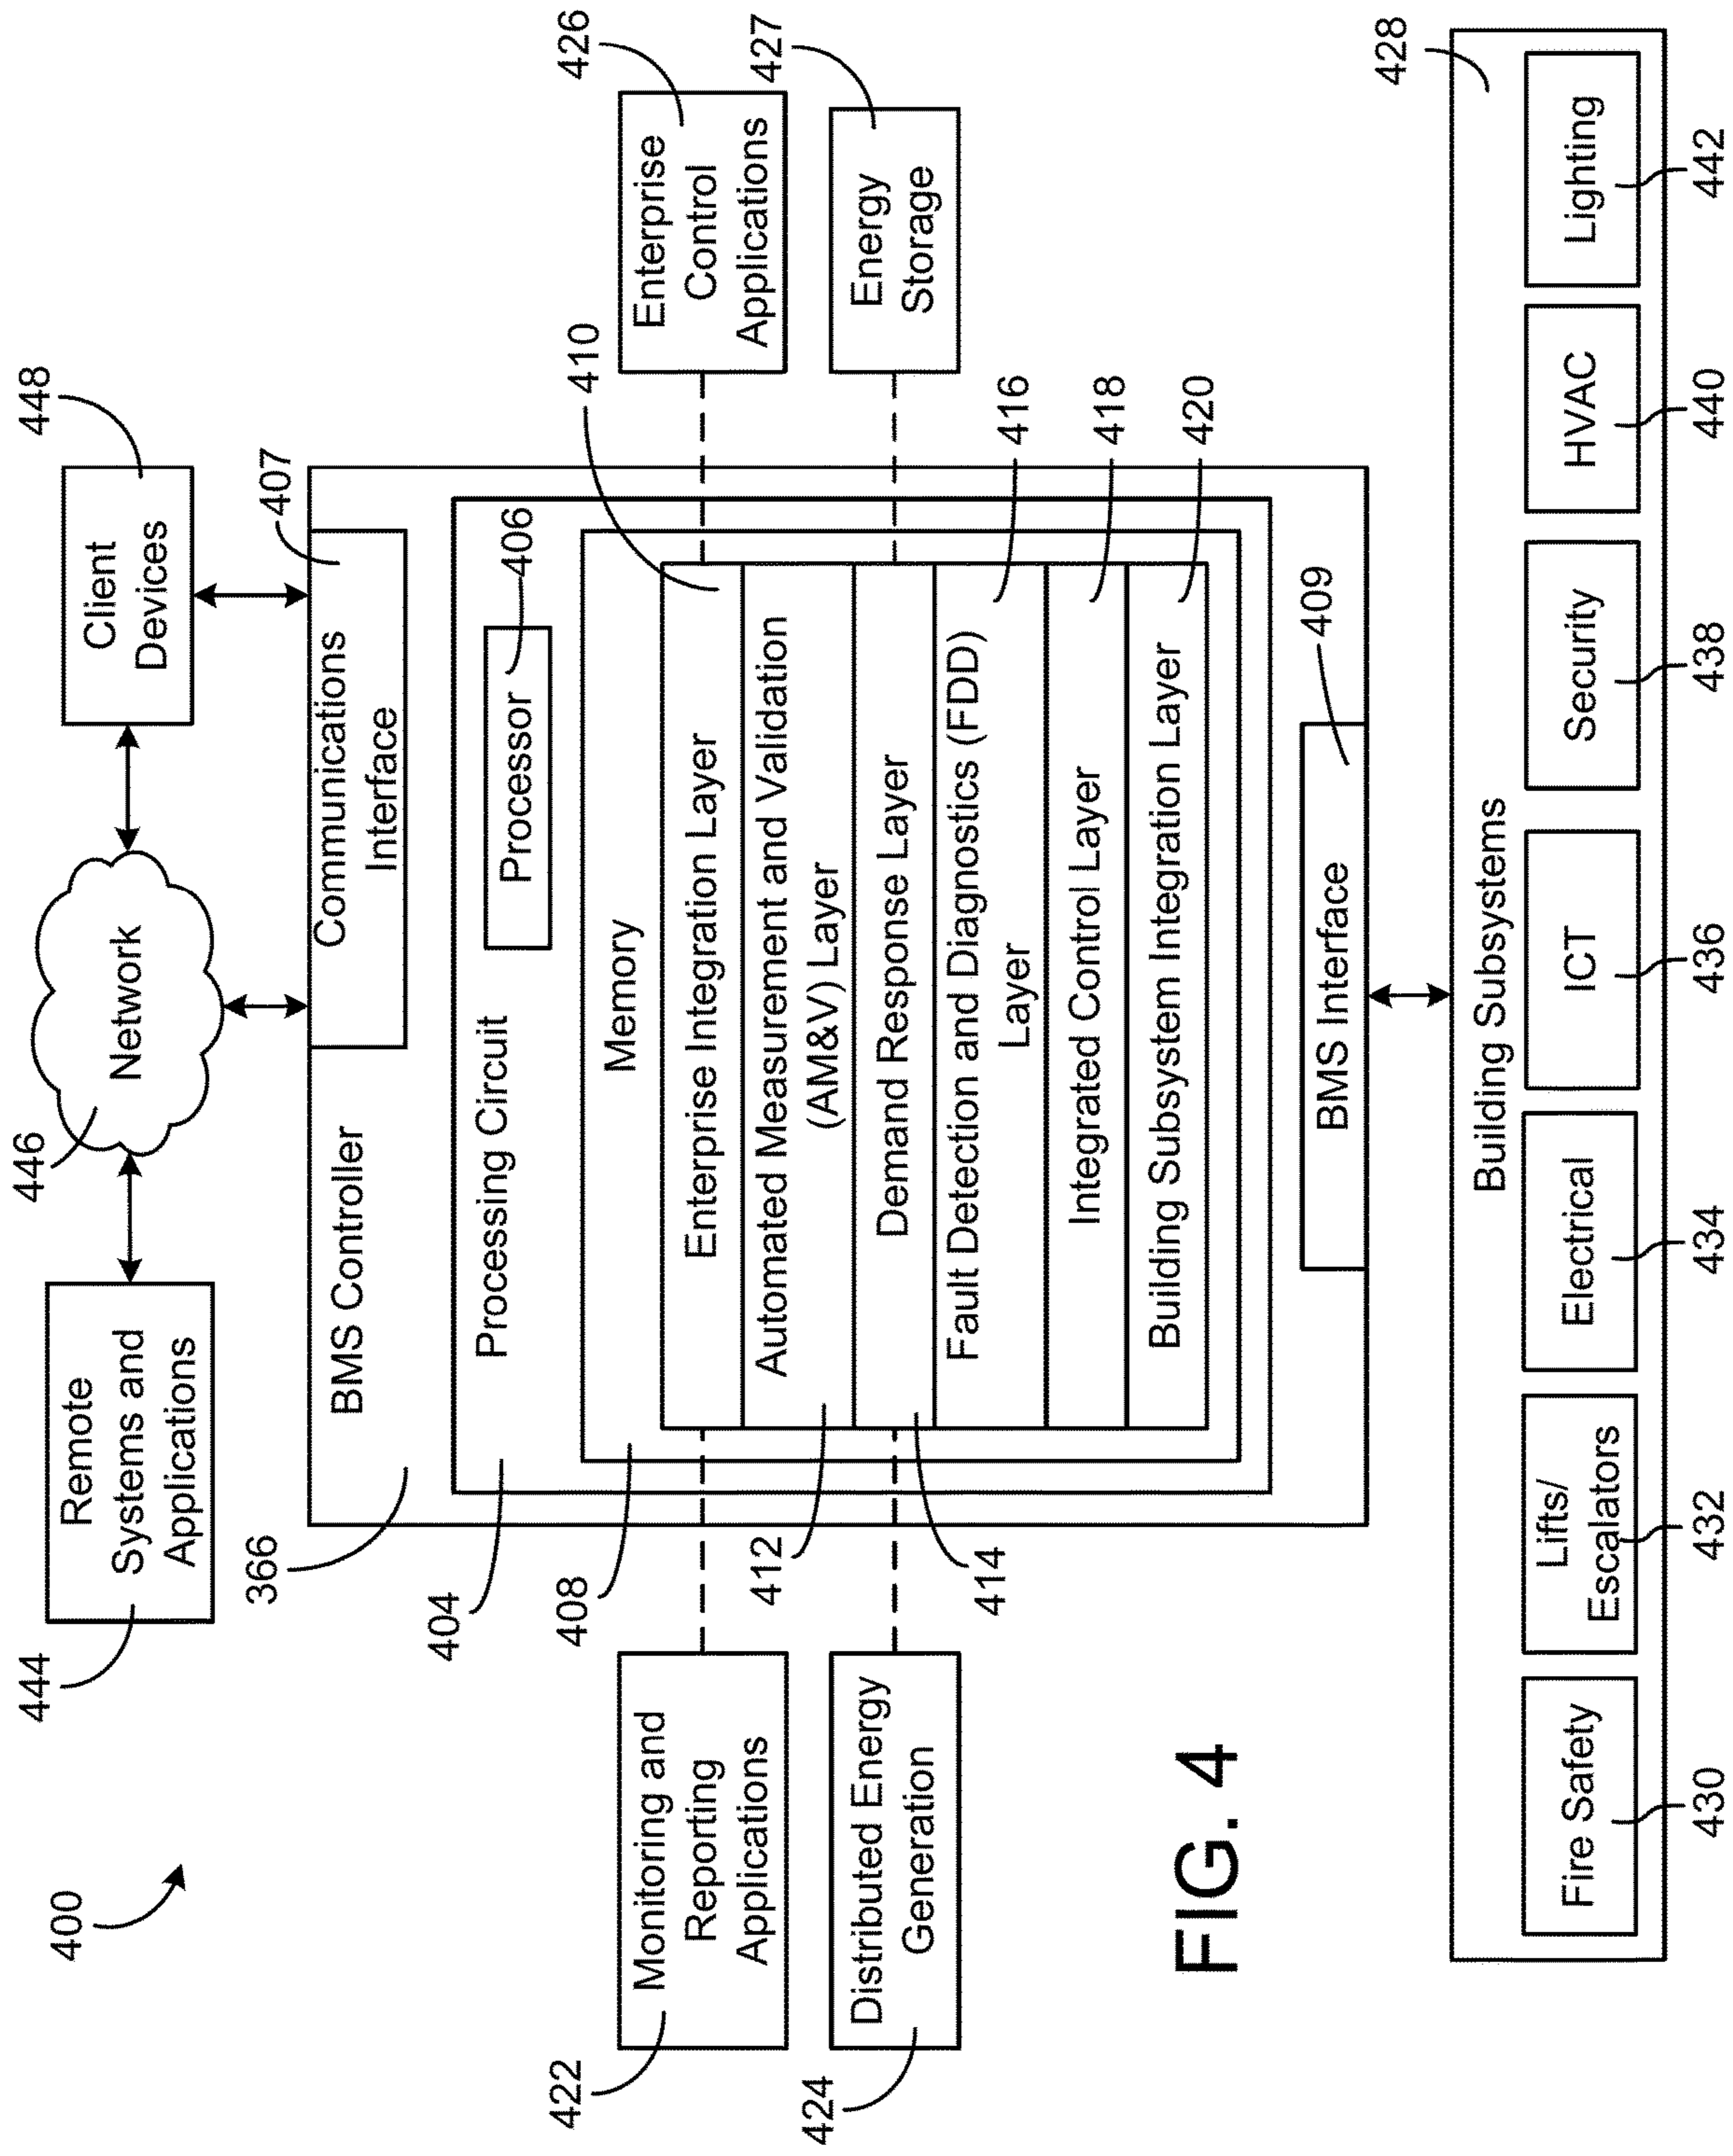 400
444
Remote
Systems and
Applications
446
Network
Client
Devices
448
366
BMS Controller
Communications
Interface
407
404
Processing Circuit
Processor
406
408
Memory
410
Enterprise Integration Layer
Automated Measurement and Validation
(AM&V) Layer
412
Demand Response Layer
414
Fault Detection and Diagnostics (FDD)
Layer
416
Integrated Control Layer
418
Building Subsystem Integration Layer
420
422
Monitoring and
Reporting
Applications
424
Distributed Energy
Generation
Enterprise
Control
Applications
426
Energy
Storage
427
BMS Interface
409
FIG. 4
Building Subsystems
428
Fire Safety
Lifts/
Escalators
Electrical
ICT
Security
HVAC
Lighting
430
432
434
436
438
440
442